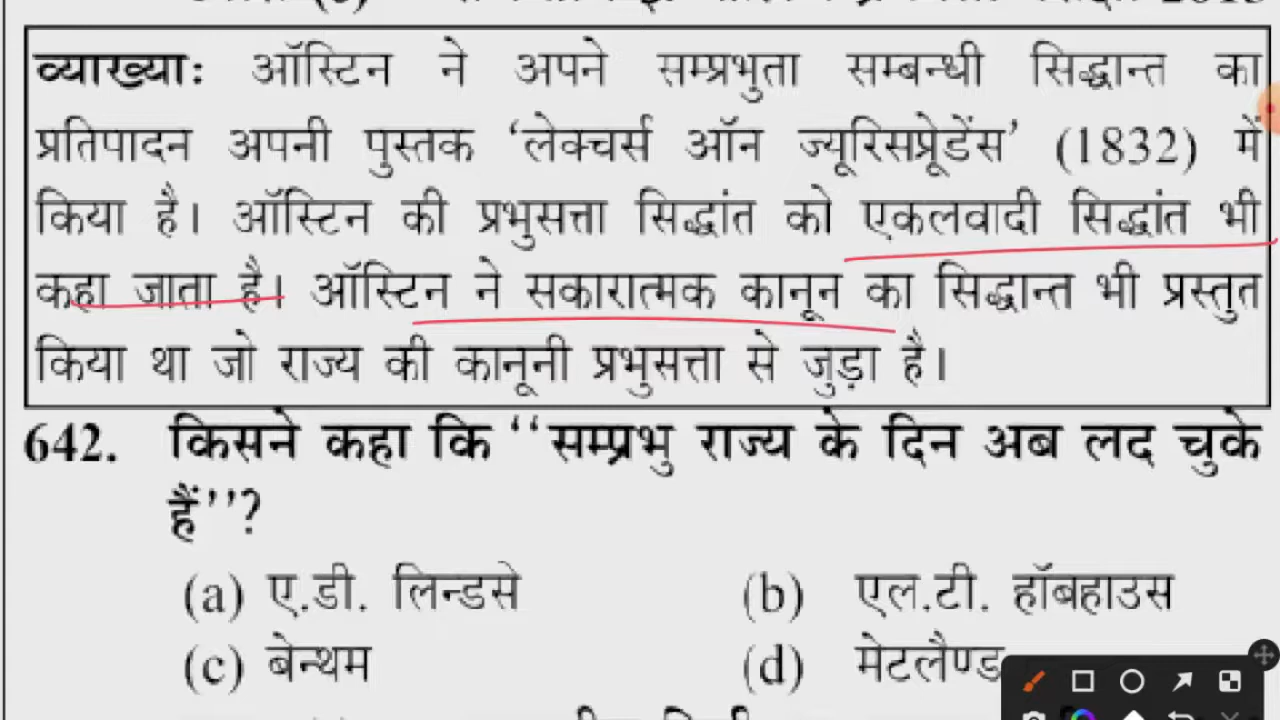 व्याख्याः ऑस्टिन ने अपने सम्प्रभुता सम्बन्धी सिद्धान्त का
प्रतिपादन अपनी पुस्तक ‘लेक्चर्स ऑन ज्यूरिसप्रूेडेंस’ (1832) में
किया है। ऑस्टिन की प्रभुसत्ता सिद्धांत को एकलवादी सिद्धांत भी
कहा जाता है। ऑस्टिन ने सकारात्मक कानून का सिद्धान्त भी प्रस्तुत
किया था जो राज्य की कानूनी प्रभुसत्ता से जुड़ा है।
642. किसने कहा कि ‘‘सम्प्रभु राज्य के दिन अब लद चुके
हैं’’?
(a) ए.डी. लिन्डसे (b) एल.टी. हॉबहाउस
(c) बेन्थम (d) मेटलैण्ड